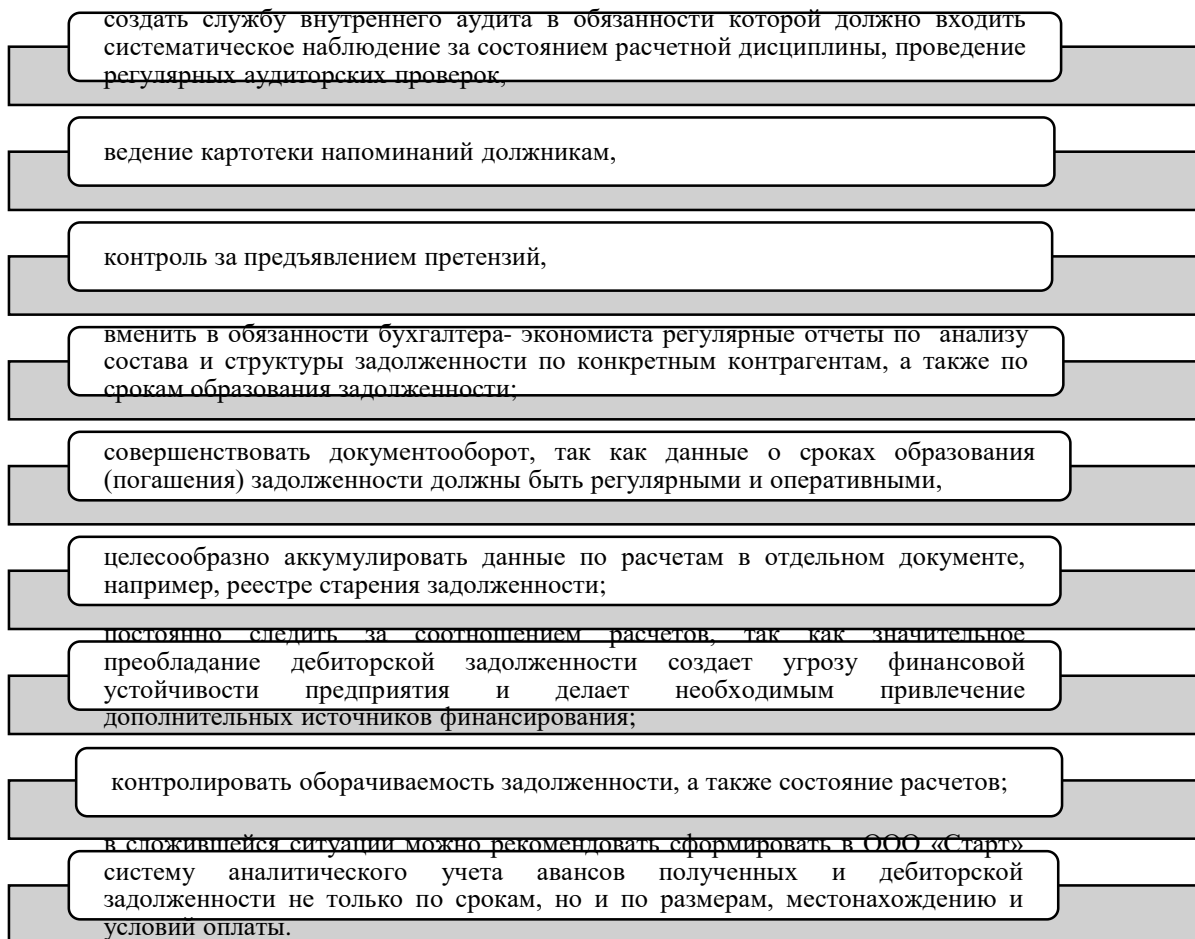 создать службу внутреннего аудита в обязанности которой должно входить
систематическое наблюдение за состоянием расчетной дисциплины, проведение
регулярных аудиторских проверок,
ведение картотеки напоминаний должникам,
контроль за предъявлением претензий,
вменить в обязанности бухгалтера- экономиста регулярные отчеты по анализу
состава и структуры задолженности по конкретным контрагентам, а также по
срокам образования задолженности;
совершенствовать документооборот, так как данные о сроках образования
(погашения) задолженности должны быть регулярными и оперативными,
целесообразно аккумулировать данные по расчетам в отдельном документе,
например, реестре старения задолженности;
постоянно следить за соотношением расчетов, так как значительное
преобладание дебиторской задолженности создает угрозу финансовой
устойчивости предприятия и делает необходимым привлечение
дополнительных источников финансирования;
контролировать оборачиваемость задолженности, а также состояние расчетов;
в сложившейся ситуации можно рекомендовать сформировать в ООО «Старт»
систему аналитического учета авансов полученных и дебиторской
задолженности не только по срокам, но и по размерам, местонахождению и
условий оплаты.